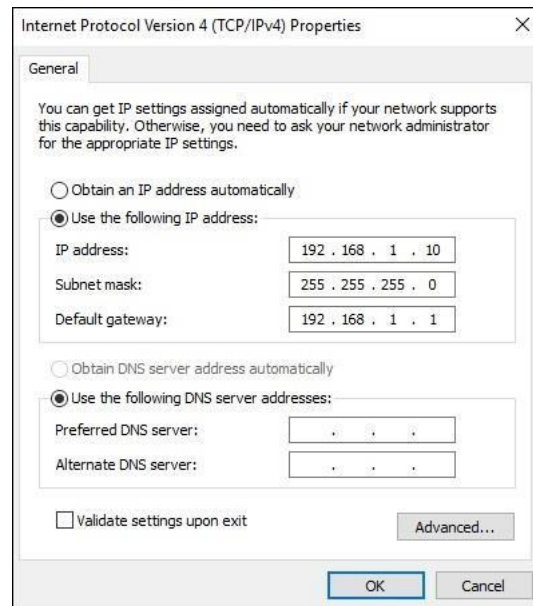 Internet Protocol Version 4 (TCP/IPv4) Properties
General
You can get IP settings assigned automatically if your network supports
this capability. Otherwise, you need to ask your network administrator
for the appropriate IP settings.
Obtain an IP address automatically
Use the following IP address:
IP address: 192 . 168 . 1 . 10
Subnet mask: 255 . 255 . 255 . 0
Default gateway: 192 . 168 . 1 . 1
Obtain DNS server address automatically
Use the following DNS server addresses:
Preferred DNS server: . . .
Alternate DNS server: . . .
Validate settings upon exit
Advanced...
OK Cancel